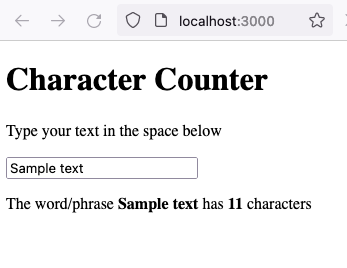 localhost:3000
Character Counter
Type your text in the space below
Sample text
The word/phrase Sample text has 11 characters